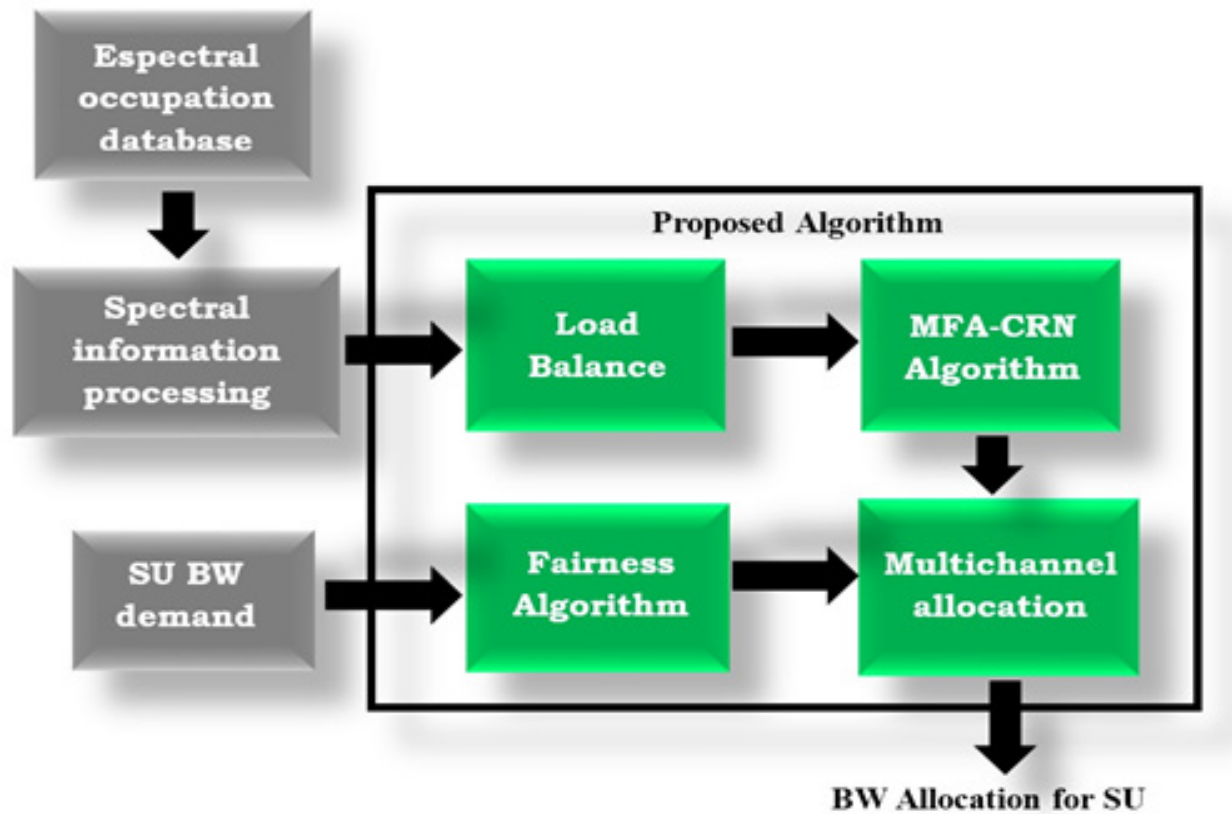 Espectral
occupation
database
Proposed Algorithm
Spectral
information
processing
Load
Balance
MFA-CRN
Algorithm
SU BW
demand
Fairness
Algorithm
Multichannel
allocation
BW Allocation for SU